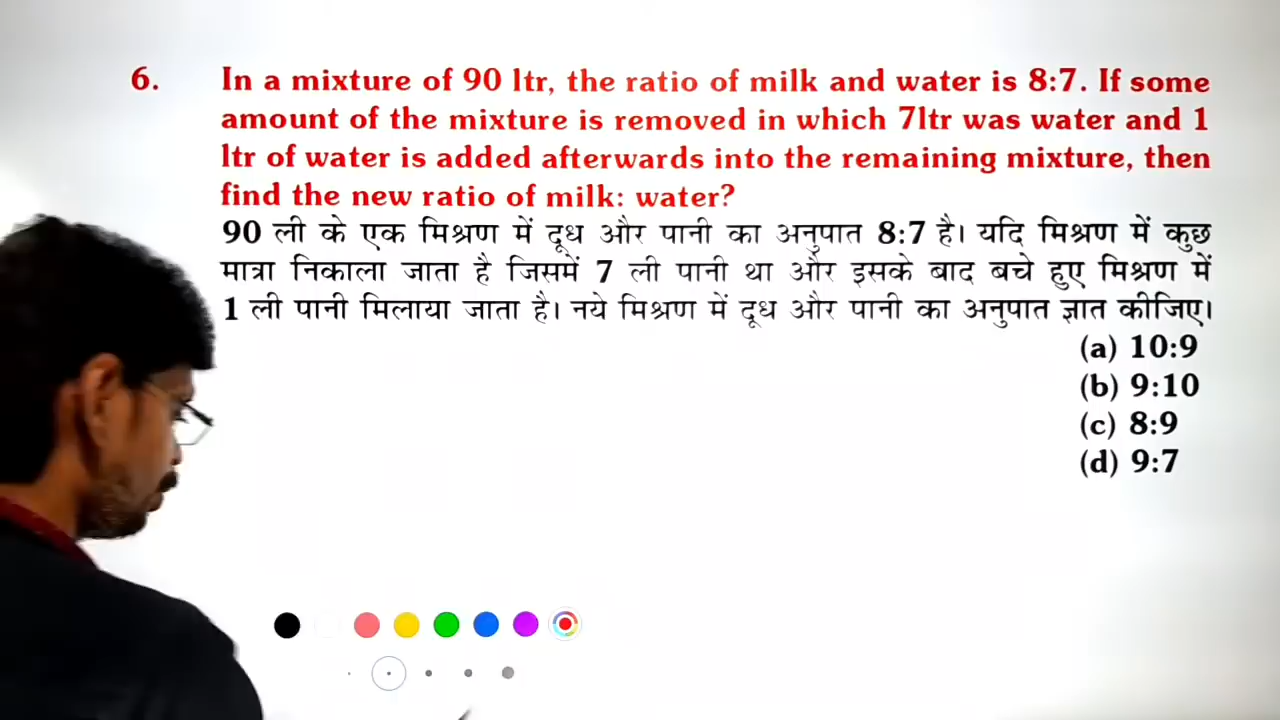 6. In a mixture of 90 ltr, the ratio of milk and water is 8:7. If some
amount of the mixture is removed in which 7ltr was water and 1
ltr of water is added afterwards into the remaining mixture, then
find the new ratio of milk: water?
90 ली के एक मिश्रण में दूध और पानी का अनुपात 8:7 है। यदि मिश्रण में कुछ
मात्रा निकाला जाता है जिसमें 7 ली पानी था और इसके बाद बचे हुए मिश्रण में
1 ली पानी मिलाया जाता है। नये मिश्रण में दूध और पानी का अनुपात ज्ञात कीजिए।
(a) 10:9
(b) 9:10
(c) 8:9
(d) 9:7